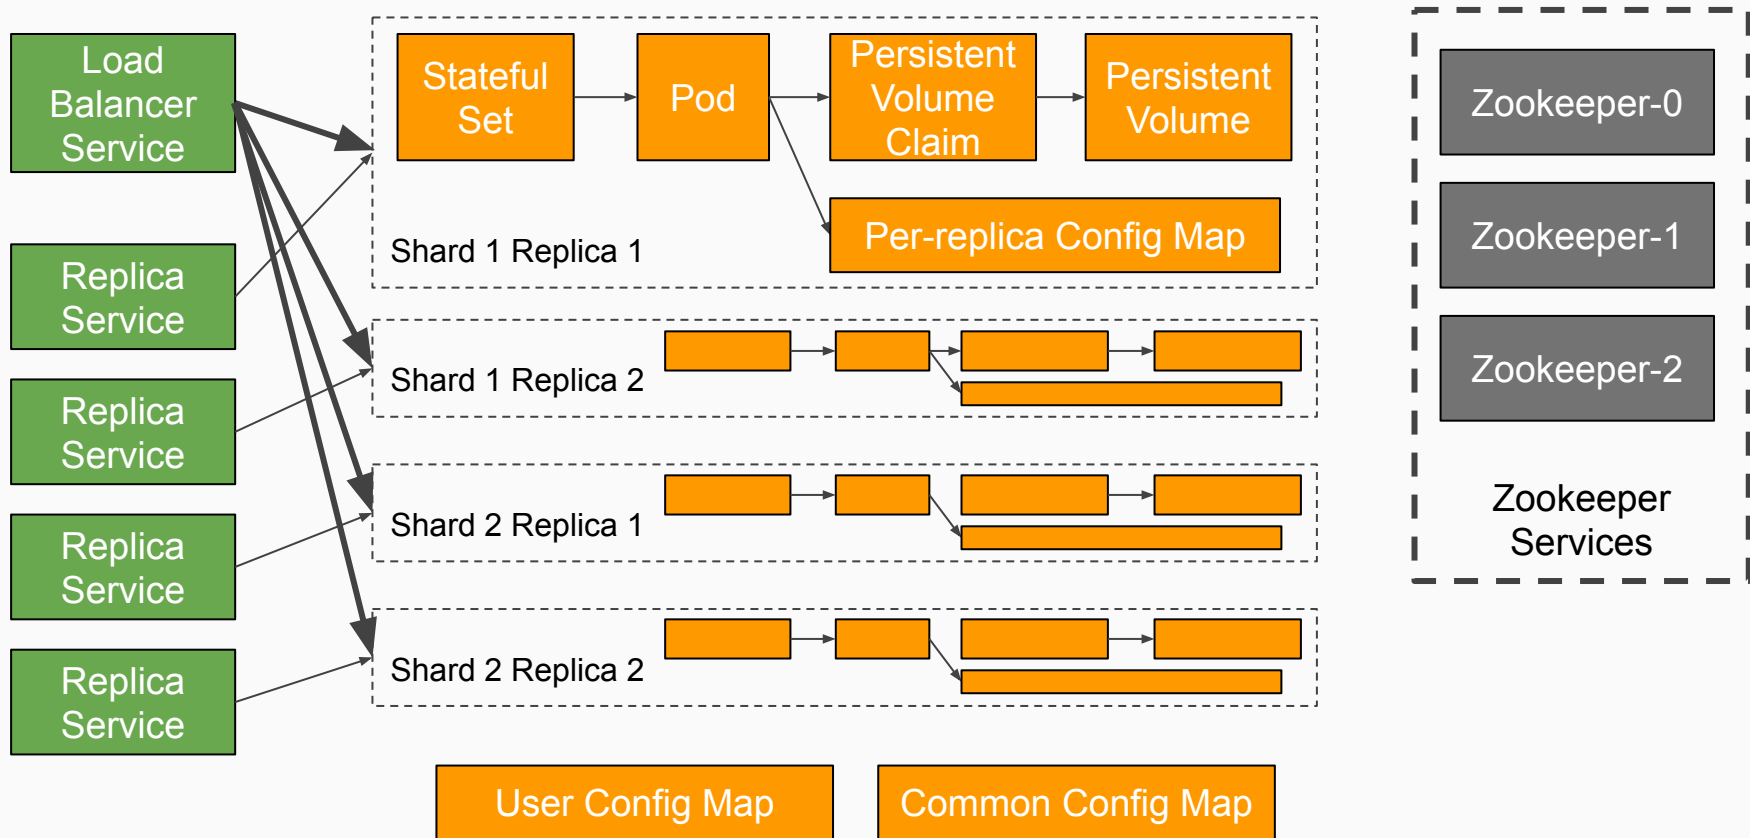 Load
Balancer
Service
Replica
Service
Replica
Service
Replica
Service
Replica
Service
Stateful
Set
Pod
Persistent
Volume
Claim
Persistent
Volume
Per-replica Config Map
Shard 1 Replica 1
Shard 1 Replica 2
Shard 2 Replica 1
Shard 2 Replica 2
User Config Map
Common Config Map
Zookeeper-0
Zookeeper-1
Zookeeper-2
Zookeeper
Services